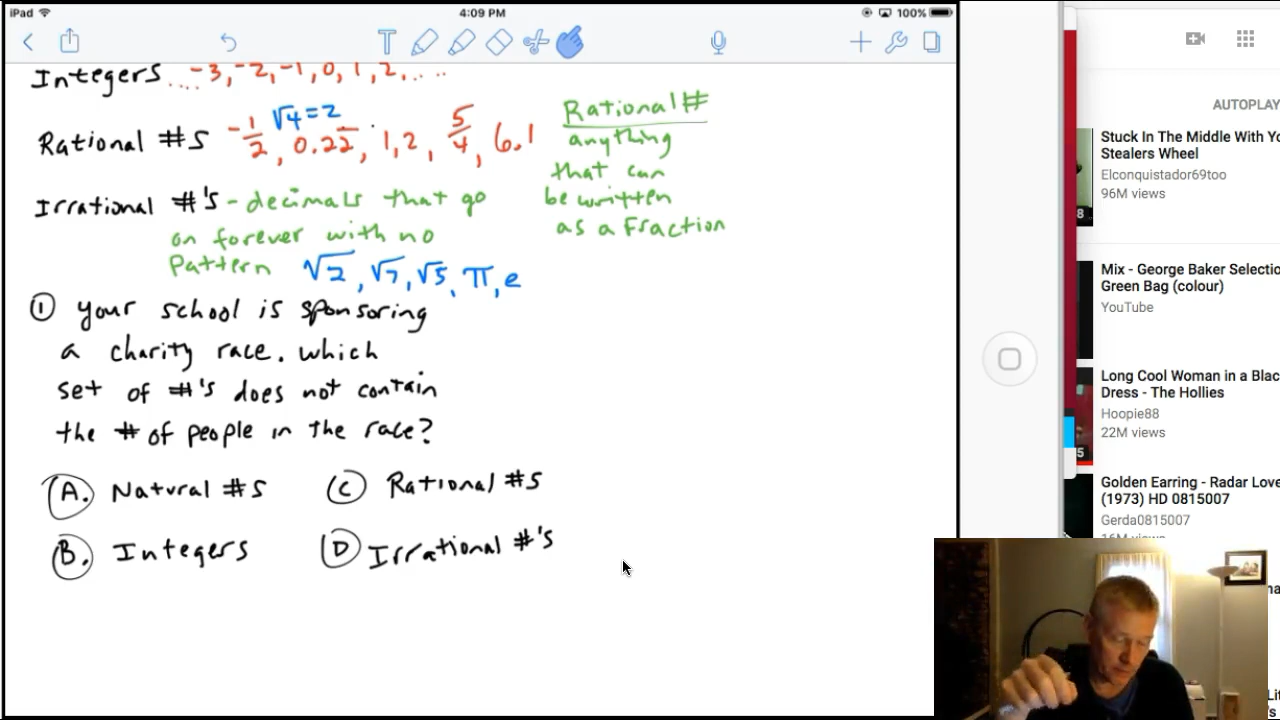 iPad
4:09 PM
100%
Integers ....-3, -2, -1, 0, 1, 2, ....
Rational #s -1/2, 0.22, 1,2, 5/4, 6.1
√4=2
Rational #
anything
that can
be written
as a fraction
Irrational #'s - decimals that go
on forever with no
pattern √2, √7, √5, π, e
① your school is sponsoring
a charity race. which
set of #'s does not contain
the # of people in the race?
A. Natural #s
C Rational #s
B. Integers
D Irrational #'s
AUTOPLAY
Stuck In The Middle With Yo
Stealers Wheel
Elconquistador69too
96M views
8
Mix - George Baker Selectio
Green Bag (colour)
YouTube
Long Cool Woman in a Blac
Dress - The Hollies
Hoopie88
22M views
5
Golden Earring - Radar Love
(1973) HD 0815007
Gerda0815007